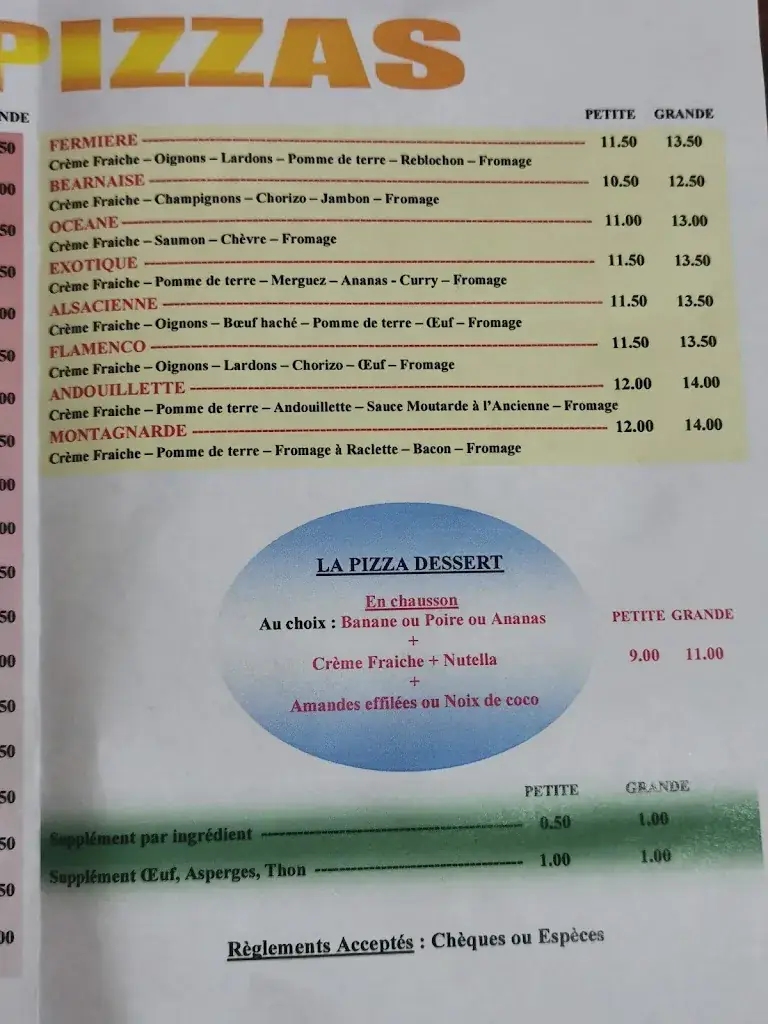 PIZZAS
PETITE GRANDE
FERMIERE 11.50 13.50
Crème Fraiche – Oignons – Lardons – Pomme de terre – Reblochon – Fromage
BEARNAISE 10.50 12.50
Crème Fraiche – Champignons – Chorizo – Jambon – Fromage
OCEANE 11.00 13.00
Crème Fraiche – Saumon – Chèvre – Fromage
EXOTIQUE 11.50 13.50
Crème Fraiche – Pomme de terre – Merguez – Ananas - Curry – Fromage
ALSACIENNE 11.50 13.50
Crème Fraiche – Oignons – Bœuf haché – Pomme de terre – Œuf – Fromage
FLAMENCO 11.50 13.50
Crème Fraiche – Oignons – Lardons – Chorizo – Œuf – Fromage
ANDOUILLETTE 12.00 14.00
Crème Fraiche – Pomme de terre – Andouillette – Sauce Moutarde à l'Ancienne – Fromage
MONTAGNARDE 12.00 14.00
Crème Fraiche – Pomme de terre – Fromage à Raclette – Bacon – Fromage
LA PIZZA DESSERT
En chausson
Au choix : Banane ou Poire ou Ananas
+
Crème Fraiche + Nutella
+
Amandes effilées ou Noix de coco
PETITE GRANDE
9.00 11.00
PETITE GRANDE
Supplément par ingrédient 0.50 1.00
Supplément Œuf, Asperges, Thon 1.00 1.00
Règlements Acceptés : Chèques ou Espèces